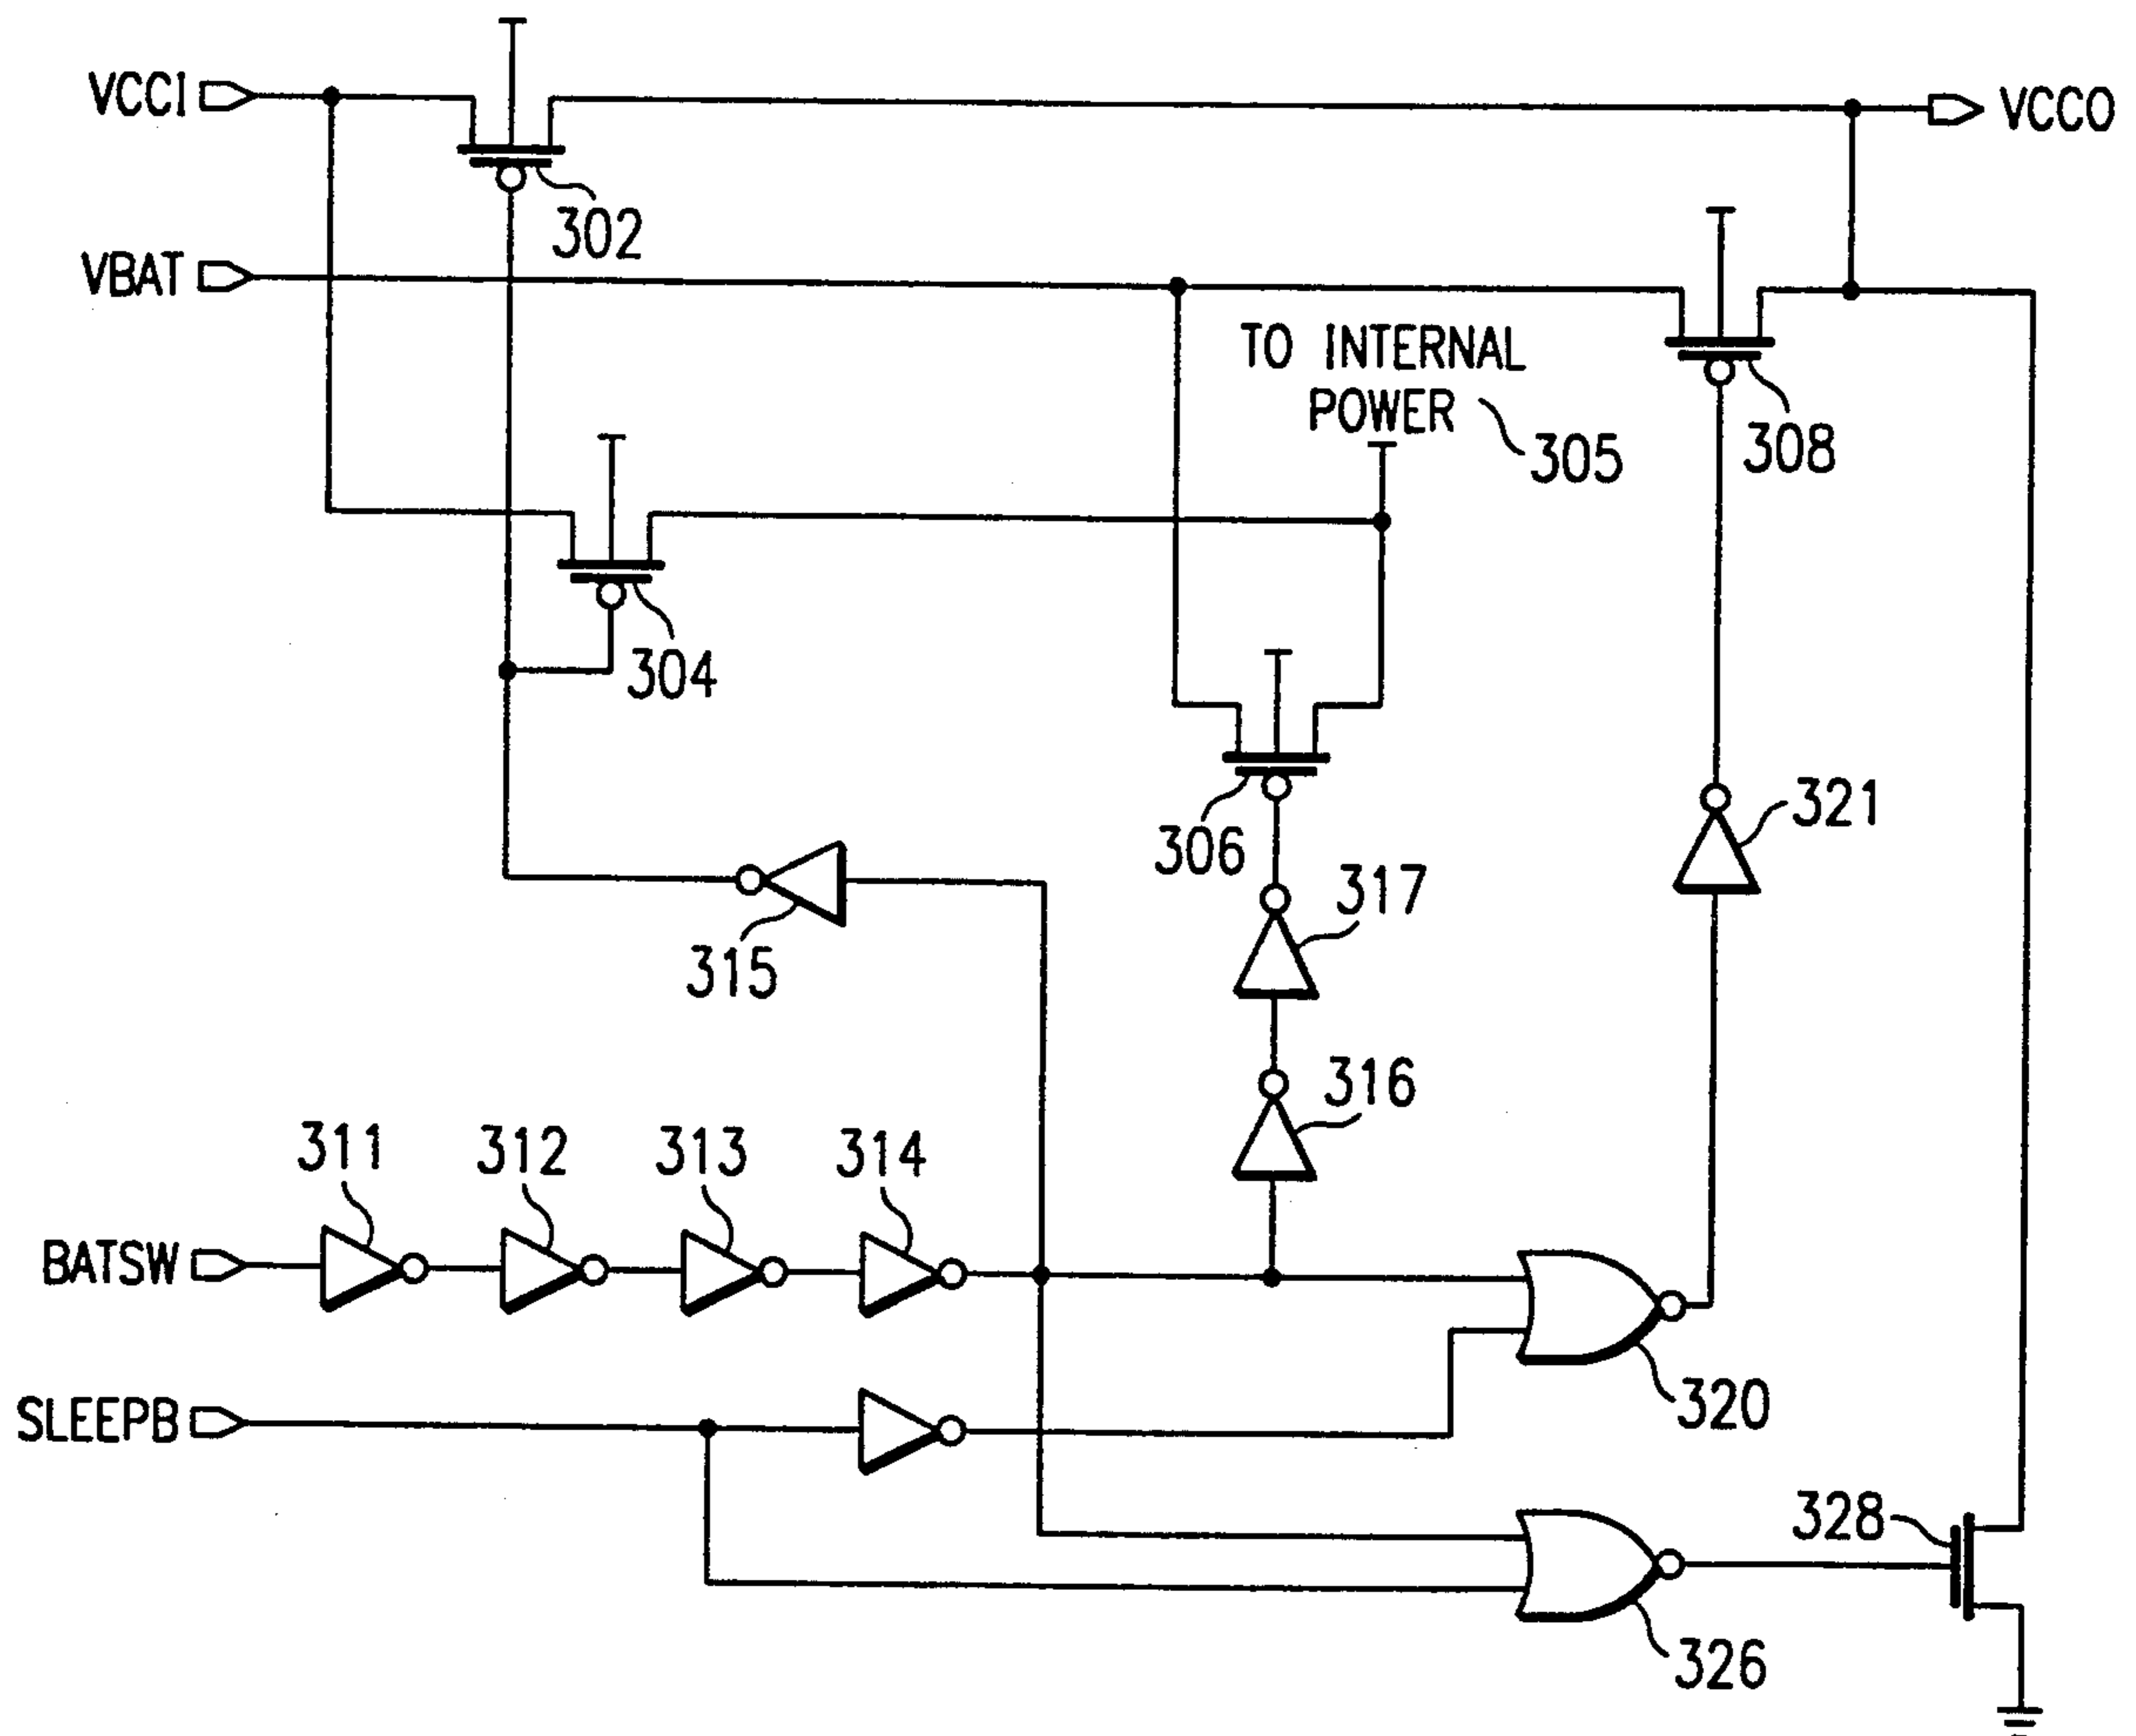 VCCI
VCCO
302
VBAT
TO INTERNAL
POWER
305
308
304
306
321
317
315
316
311
312
313
314
BATSW
SLEEPB
320
328
326